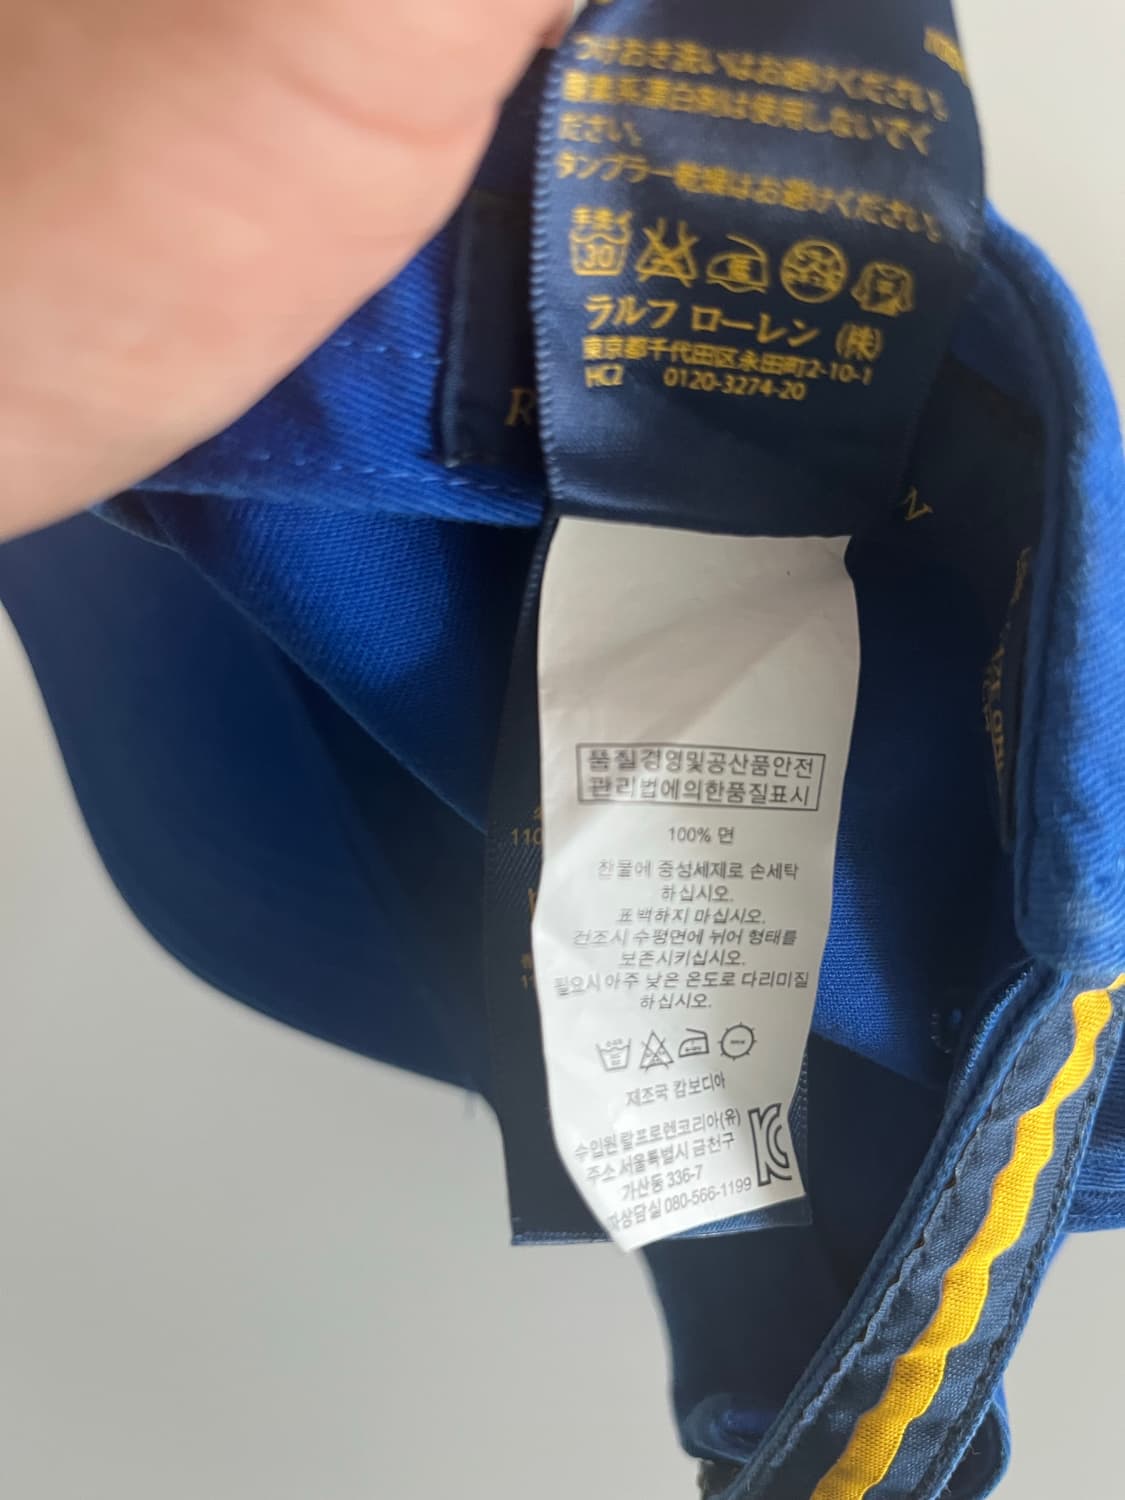 つけおき洗いはお避けください。
酸素系漂白剤は使用しないでく
ださい。
タンブラー乾燥はお避けください。
30
ラルフ ローレン (株)
東京都千代田区永田町2-10-1
HC2 0120-3274-20
R
N
110
품질경영및공산품안전
관리법에의한품질표시
100% 면
찬물에 중성세제로 손세탁
하십시오.
표백하지 마십시오.
건조시 수평면에 뉘어 형태를
보존시키십시오.
필요시 아주 낮은 온도로 다리미질
하십시오.
제조국 캄보디아
수입원 랄프로렌코리아(유)
주소 서울특별시 금천구
가산동 336-7
자상담실 080-566-1199